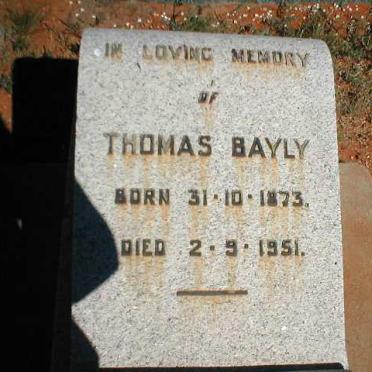 IN LOVING MEMORY
OF
THOMAS BAYLY
BORN 31·10·1873.
DIED 2·9·1951.